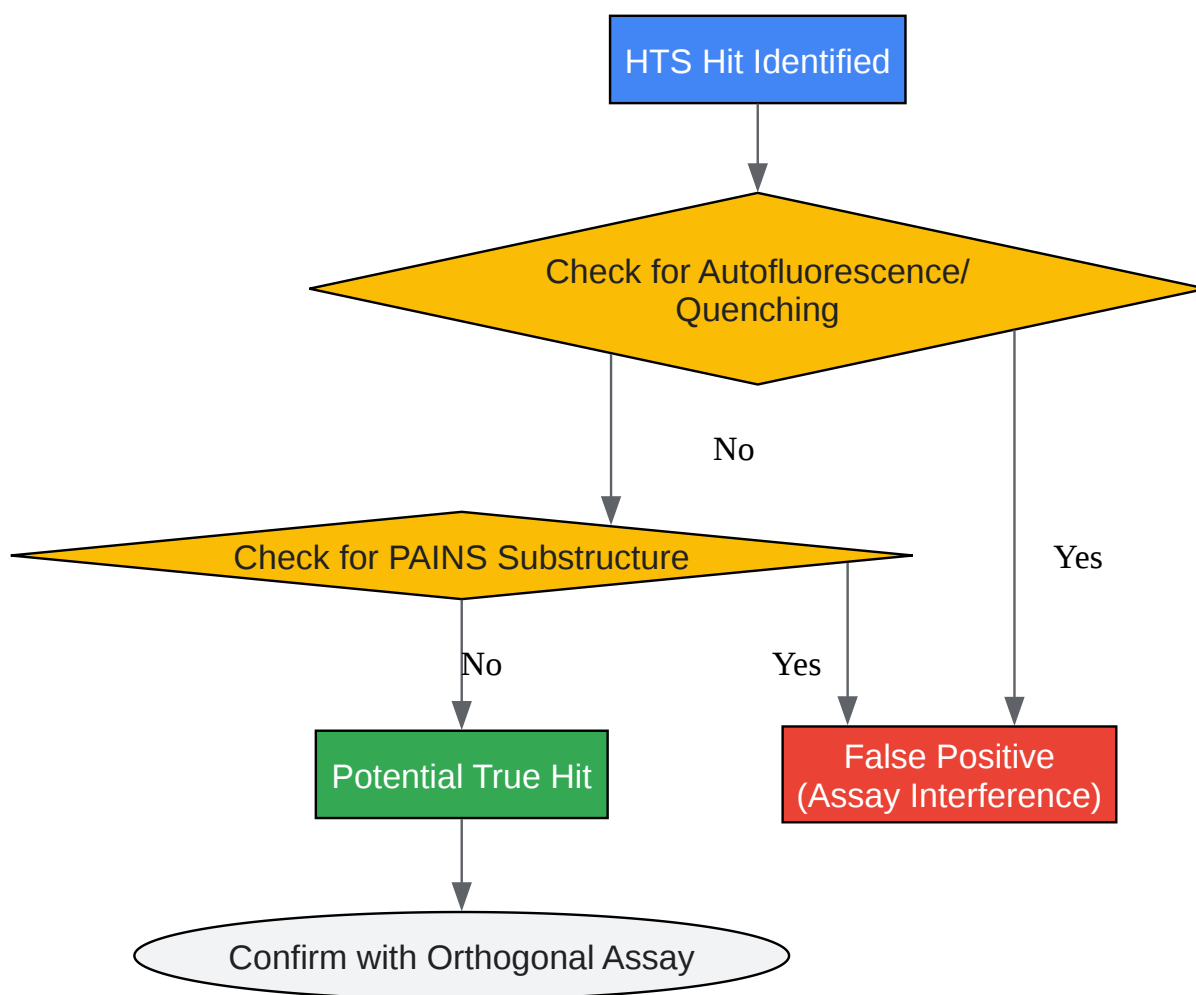 HTS Hit Identified
Check for Autofluorescence/
Quenching
No
Check for PAINS Substructure
Yes
No
Yes
Potential True Hit
False Positive
(Assay Interference)
Confirm with Orthogonal Assay